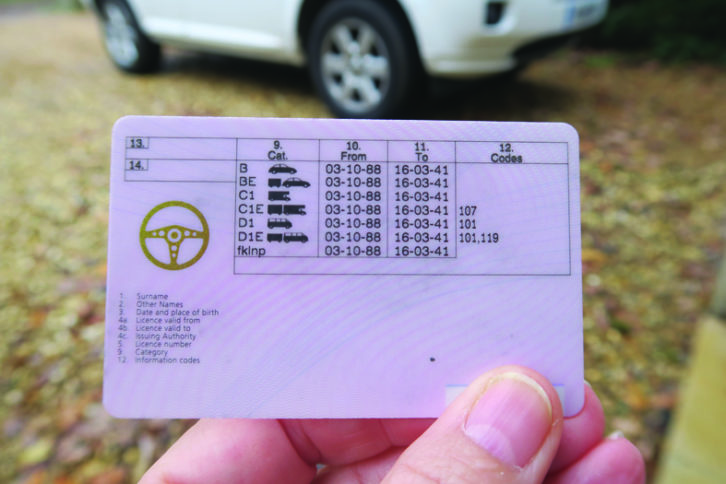 13.
14.
9. 10. 11. 12.
Cat. From To Codes
B 03-10-88 16-03-41
BE 03-10-88 16-03-41
C1 03-10-88 16-03-41
C1E 03-10-88 16-03-41 107
D1 03-10-88 16-03-41 101
D1E 03-10-88 16-03-41 101,119
fklnp 03-10-88 16-03-41
1. Surname
2. Other Names
3. Date and place of birth
4a. Licence valid from
4b. Licence valid to
4c. Issuing Authority
5. Licence number
9. Category
12. Information codes